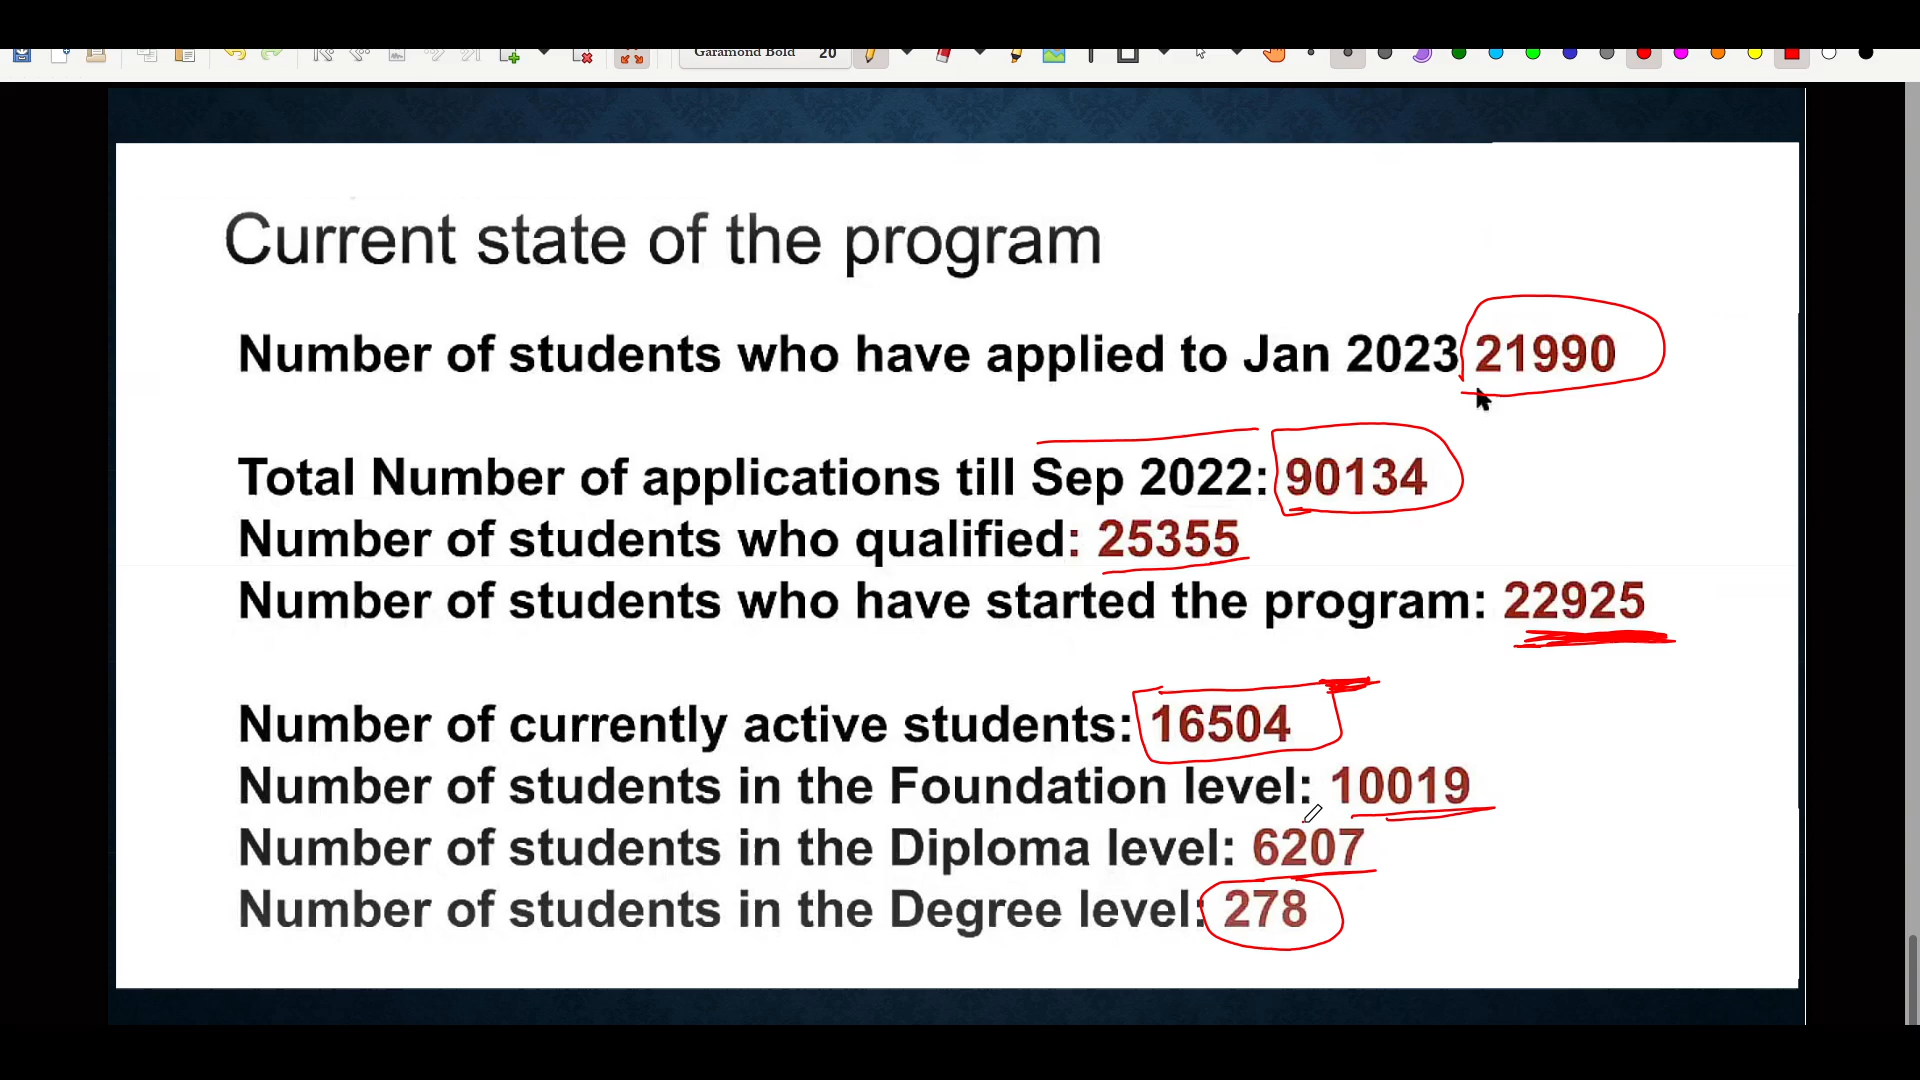 Garamond Bold 20
Current state of the program
Number of students who have applied to Jan 2023 21990
Total Number of applications till Sep 2022: 90134
Number of students who qualified: 25355
Number of students who have started the program: 22925
Number of currently active students: 16504
Number of students in the Foundation level: 10019
Number of students in the Diploma level: 6207
Number of students in the Degree level: 278